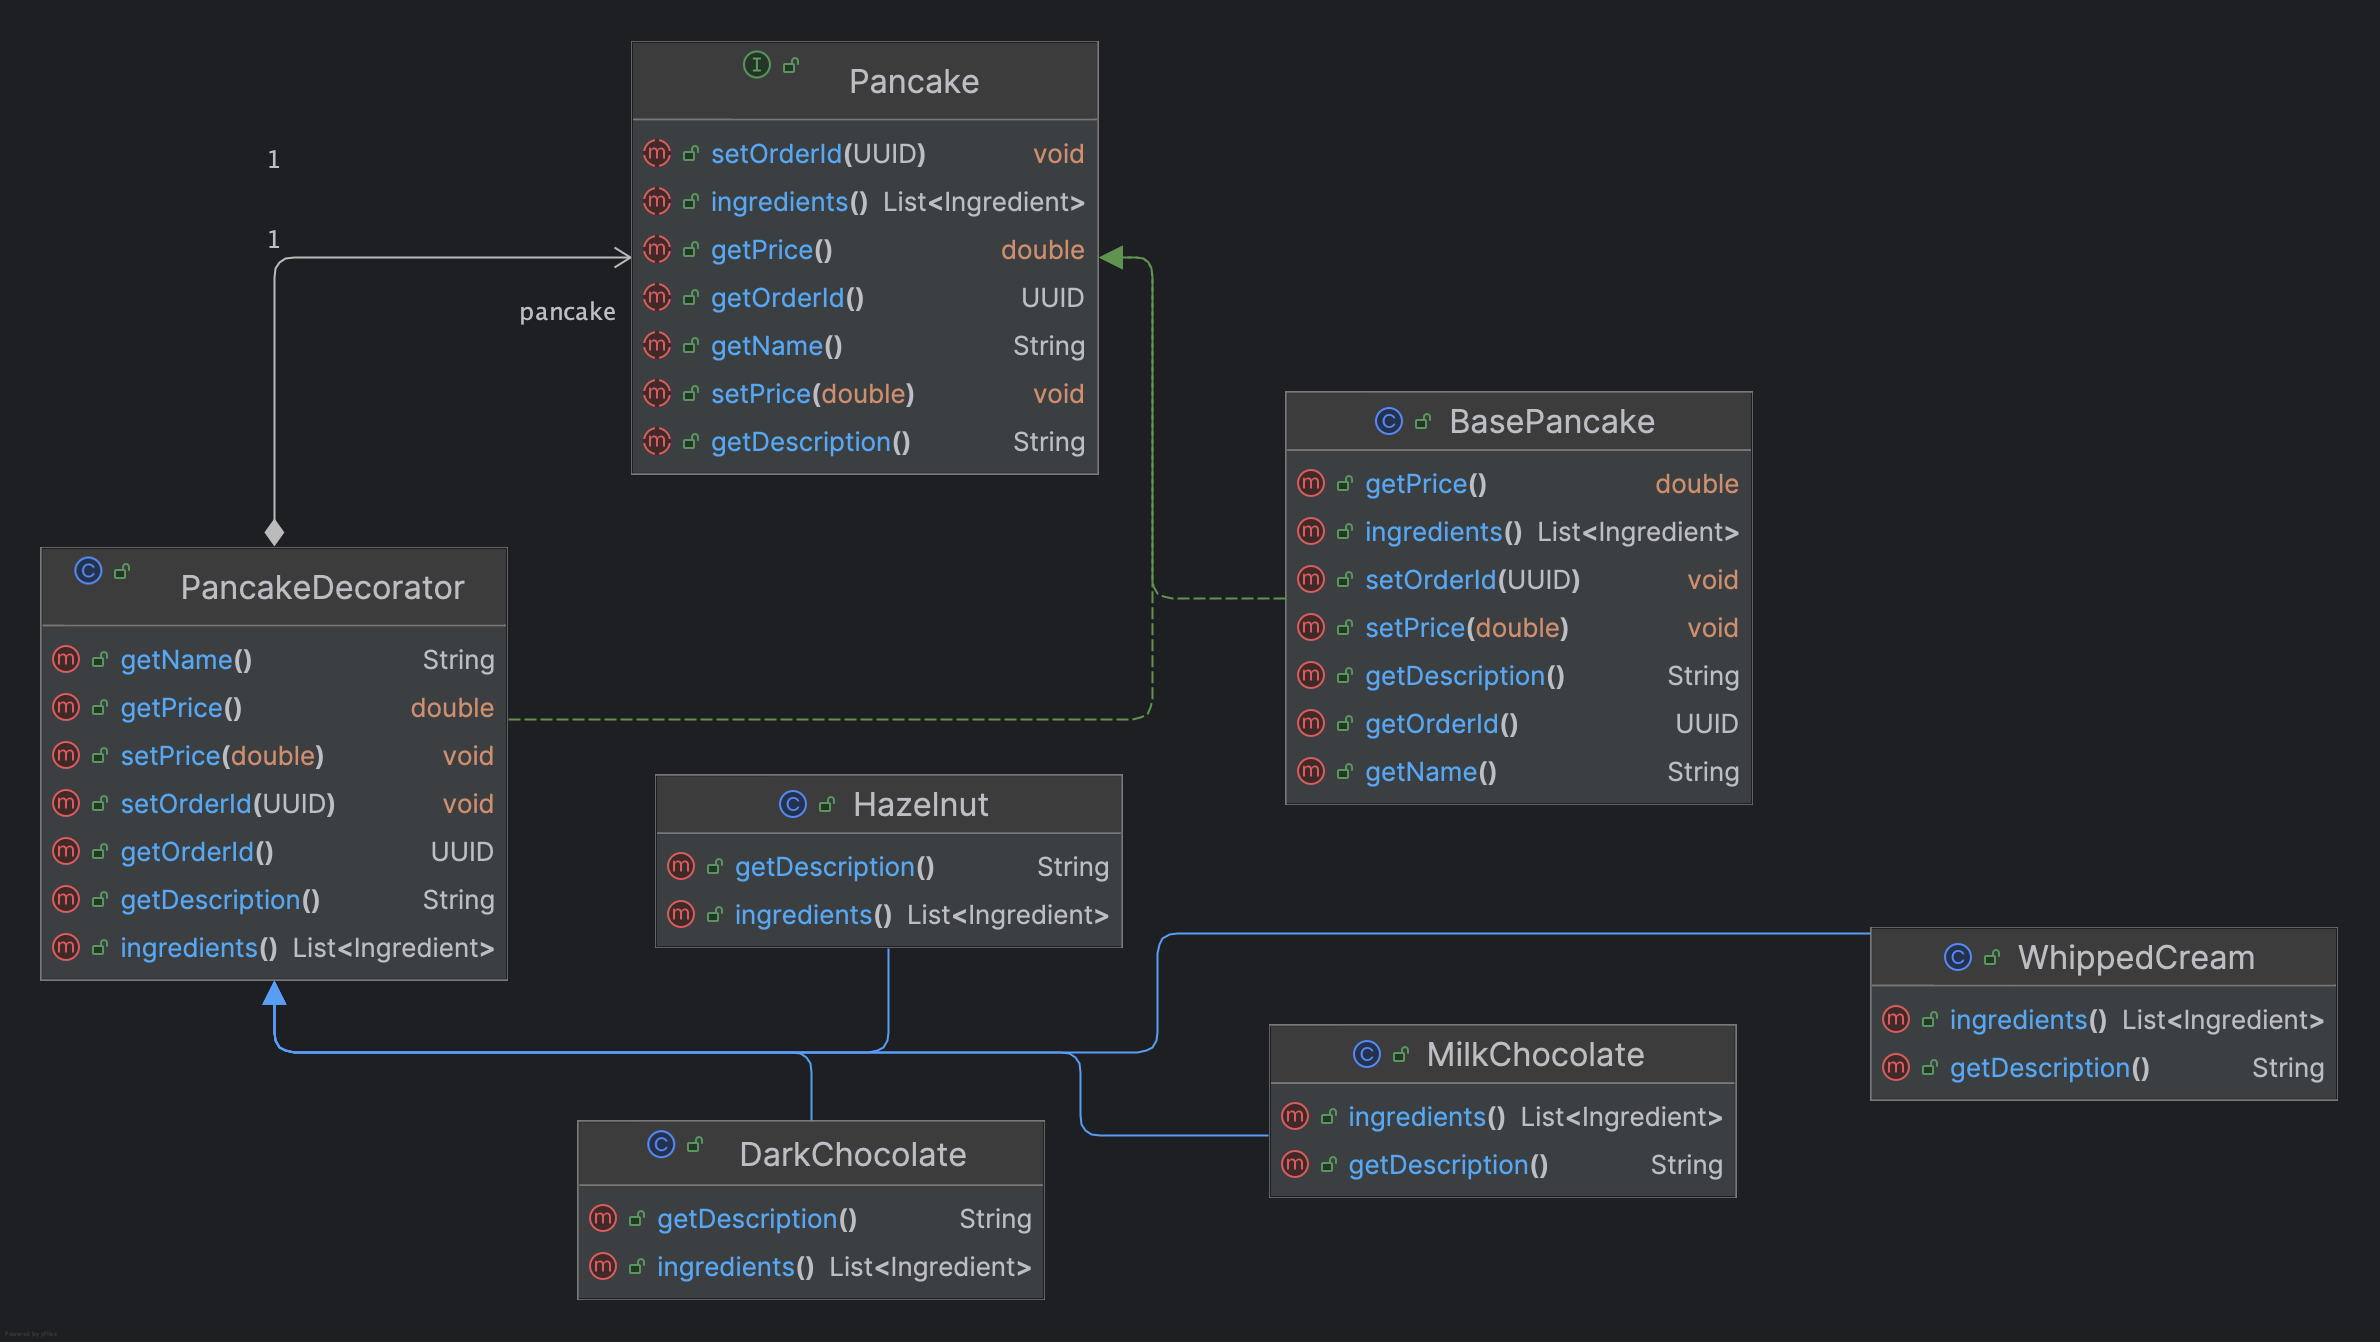 Pancake
setOrderId(UUID) void
ingredients() List<Ingredient>
getPrice() double
getOrderId() UUID
getName() String
setPrice(double) void
getDescription() String
1
1
pancake
BasePancake
getPrice() double
ingredients() List<Ingredient>
setOrderId(UUID) void
setPrice(double) void
getDescription() String
getOrderId() UUID
getName() String
PancakeDecorator
getName() String
getPrice() double
setPrice(double) void
setOrderId(UUID) void
getOrderId() UUID
getDescription() String
ingredients() List<Ingredient>
Hazelnut
getDescription() String
ingredients() List<Ingredient>
WhippedCream
ingredients() List<Ingredient>
getDescription() String
MilkChocolate
ingredients() List<Ingredient>
getDescription() String
DarkChocolate
getDescription() String
ingredients() List<Ingredient>
Powered by yFiles